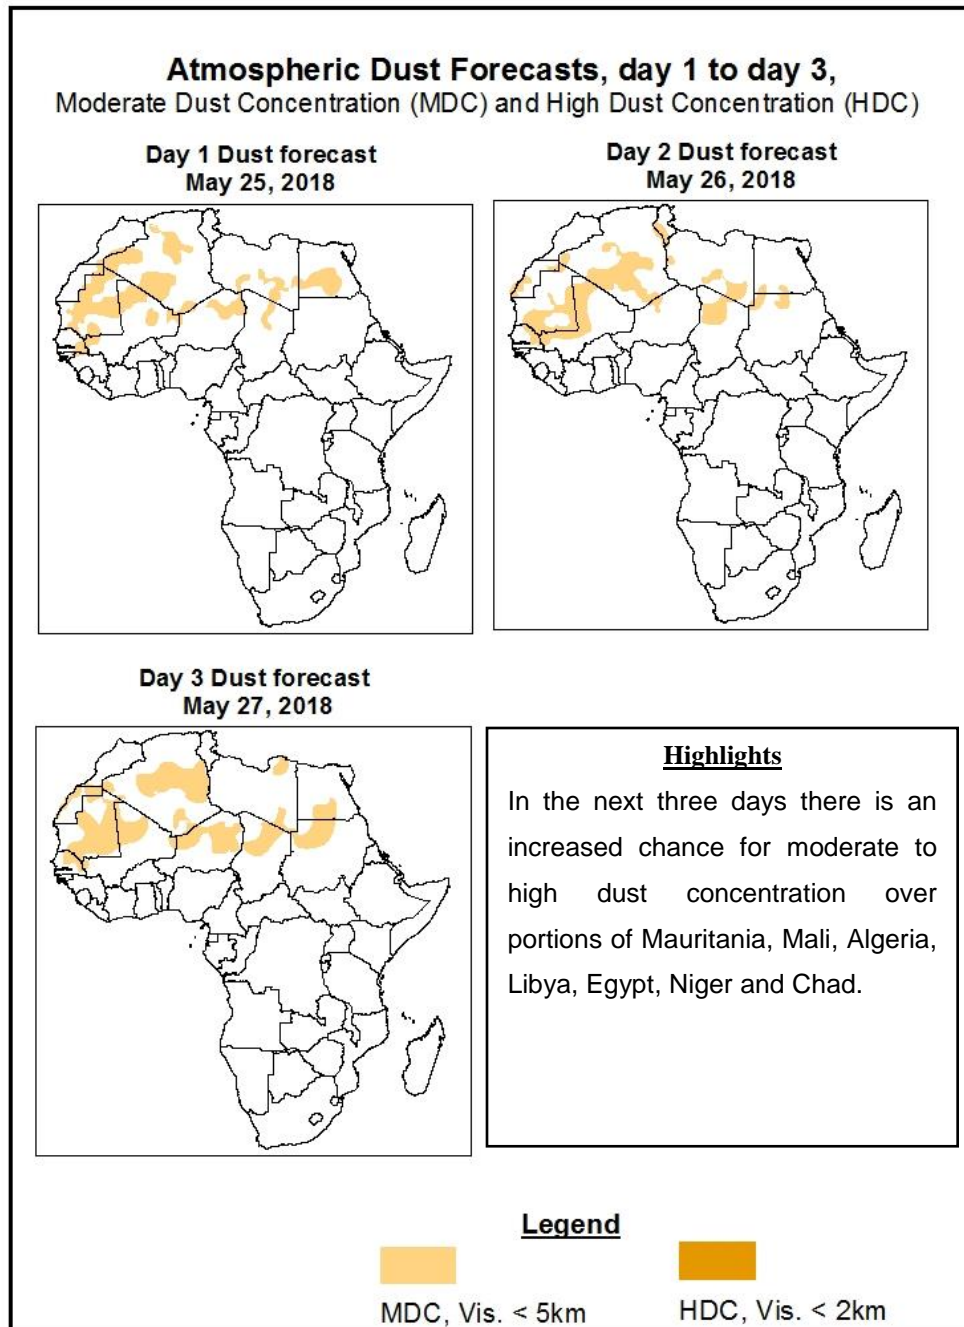 Atmospheric Dust Forecasts, day 1 to day 3,
Moderate Dust Concentration (MDC) and High Dust Concentration (HDC)
Day 1 Dust forecast
May 25, 2018
Day 2 Dust forecast
May 26, 2018
Day 3 Dust forecast
May 27, 2018
Highlights
In the next three days there is an
increased chance for moderate to
high dust concentration over
portions of Mauritania, Mali, Algeria,
Libya, Egypt, Niger and Chad.
Legend
MDC, Vis. < 5km
HDC, Vis. < 2km